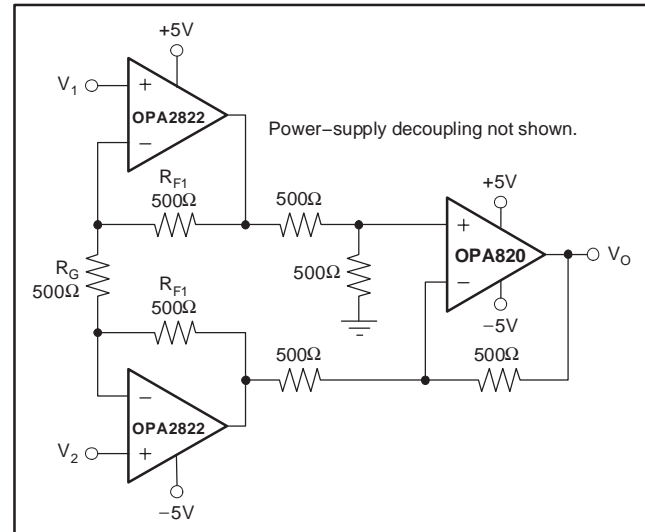 +5V
V1
+
OPA2822
−
Power−supply decoupling not shown.
RF1
500Ω
500Ω
+5V
+
OPA820
−
VO
RG
500Ω
500Ω
RF1
500Ω
−5V
500Ω
500Ω
−
OPA2822
V2
+
−5V